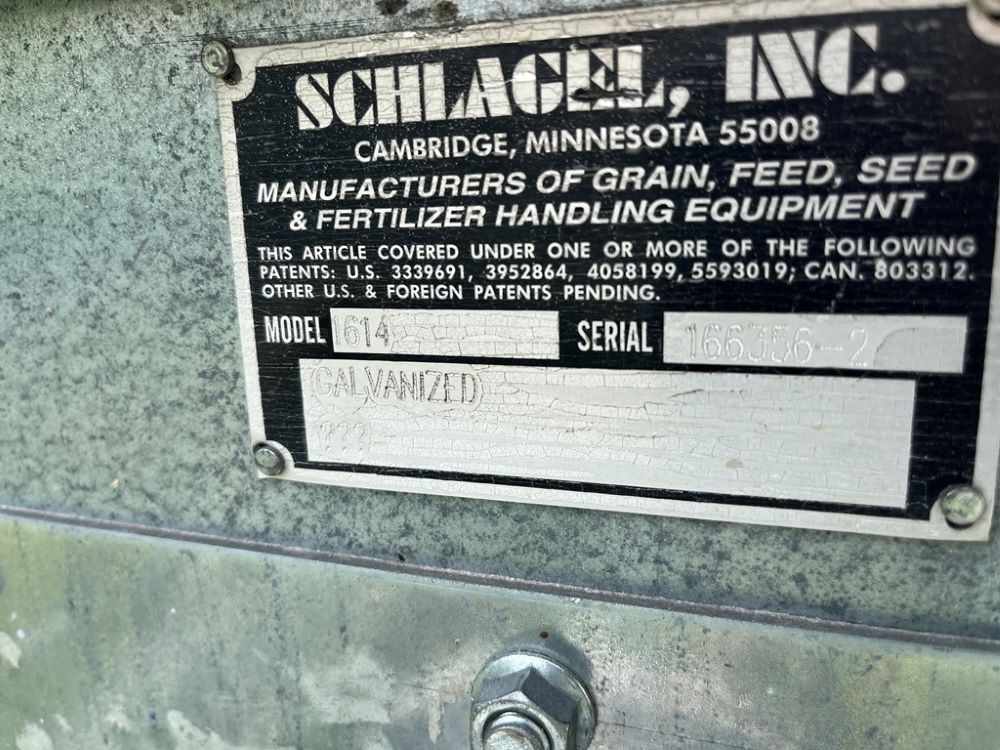 SCHLAGEL, INC.
CAMBRIDGE, MINNESOTA 55008
MANUFACTURERS OF GRAIN, FEED, SEED
& FERTILIZER HANDLING EQUIPMENT
THIS ARTICLE COVERED UNDER ONE OR MORE OF THE FOLLOWING
PATENTS: U.S. 3339691, 3952864, 4058199, 5593019; CAN. 803312.
OTHER U.S. & FOREIGN PATENTS PENDING.
MODEL 1614 SERIAL 166356-2
GALVANIZED
???